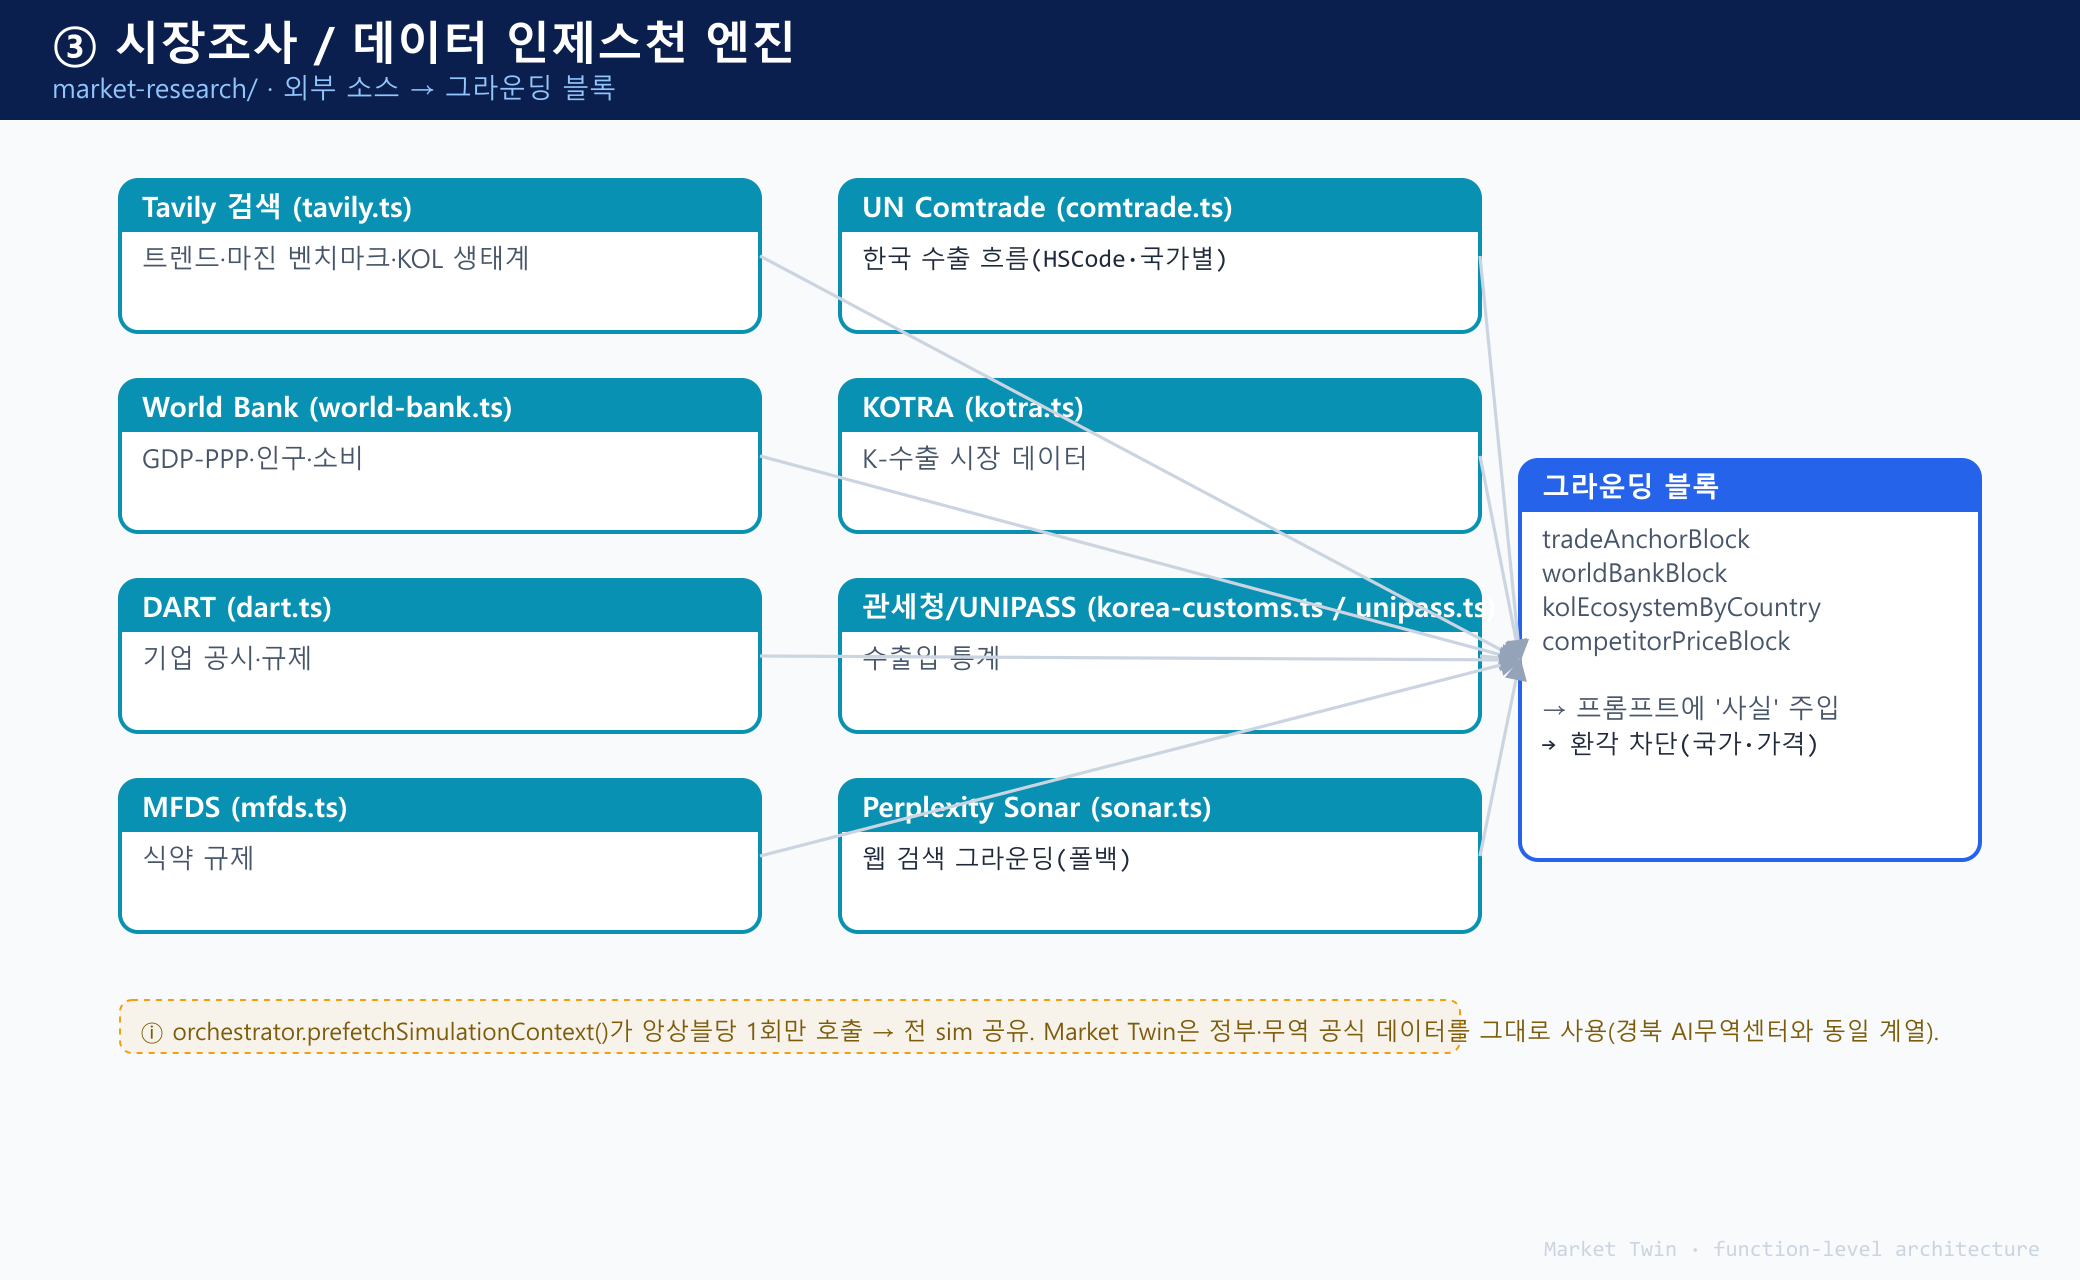 ③ 시장조사 / 데이터 인제스천 엔진
market-research/ · 외부 소스 → 그라운딩 블록
Tavily 검색 (tavily.ts)
트렌드·마진 벤치마크·KOL 생태계
UN Comtrade (comtrade.ts)
한국 수출 흐름(HSCode·국가별)
World Bank (world-bank.ts)
GDP-PPP·인구·소비
KOTRA (kotra.ts)
K-수출 시장 데이터
DART (dart.ts)
기업 공시·규제
관세청/UNIPASS (korea-customs.ts / unipass.ts)
수출입 통계
MFDS (mfds.ts)
식약 규제
Perplexity Sonar (sonar.ts)
웹 검색 그라운딩(폴백)
그라운딩 블록
tradeAnchorBlock
worldBankBlock
kolEcosystemByCountry
competitorPriceBlock
→ 프롬프트에 '사실' 주입
→ 환각 차단(국가·가격)
ⓘ orchestrator.prefetchSimulationContext()가 앙상블당 1회만 호출 → 전 sim 공유. Market Twin은 정부·무역 공식 데이터를 그대로 사용(경북 AI무역센터와 동일 계열).
Market Twin · function-level architecture